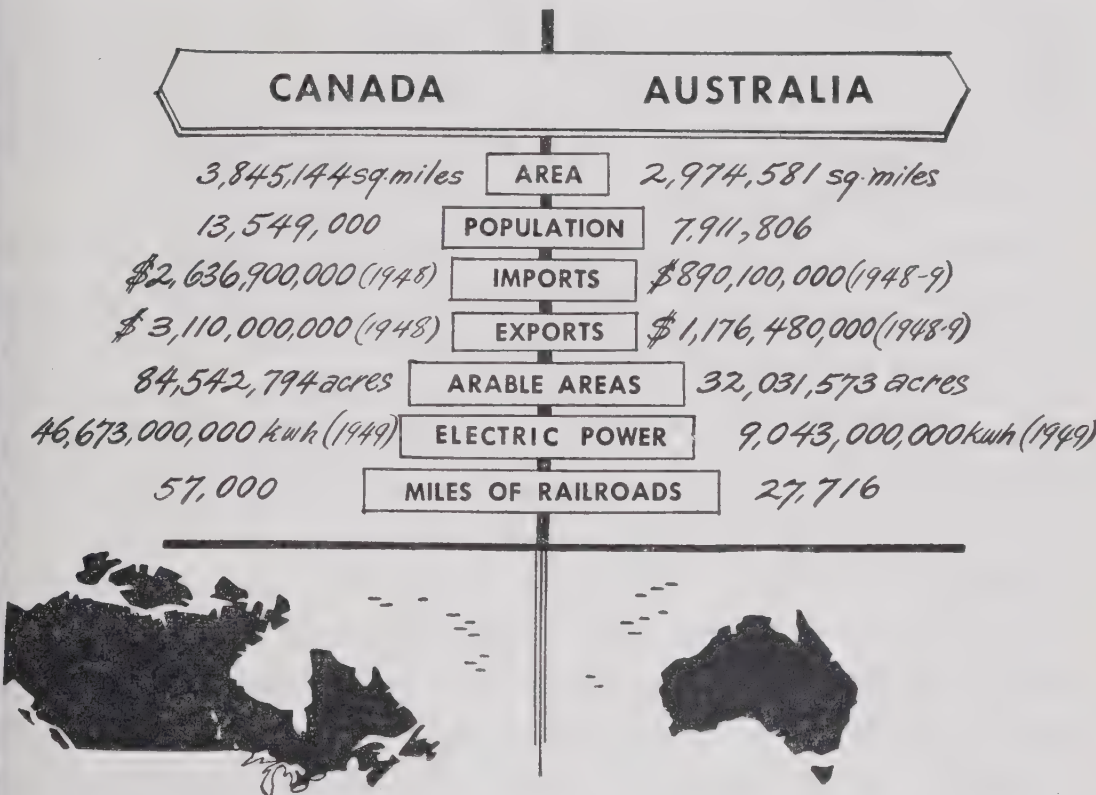 CANADA AUSTRALIA
3,845,144 sq. miles AREA 2,974,581 sq. miles
13,549,000 POPULATION 7,911,806
$2,636,900,000 (1948) IMPORTS $890,100,000 (1948-9)
$3,110,000,000 (1948) EXPORTS $1,176,480,000 (1948-9)
84,542,794 acres ARABLE AREAS 32,031,573 acres
46,673,000,000 kwh (1949) ELECTRIC POWER 9,043,000,000 kwh (1949)
57,000 MILES OF RAILROADS 27,716